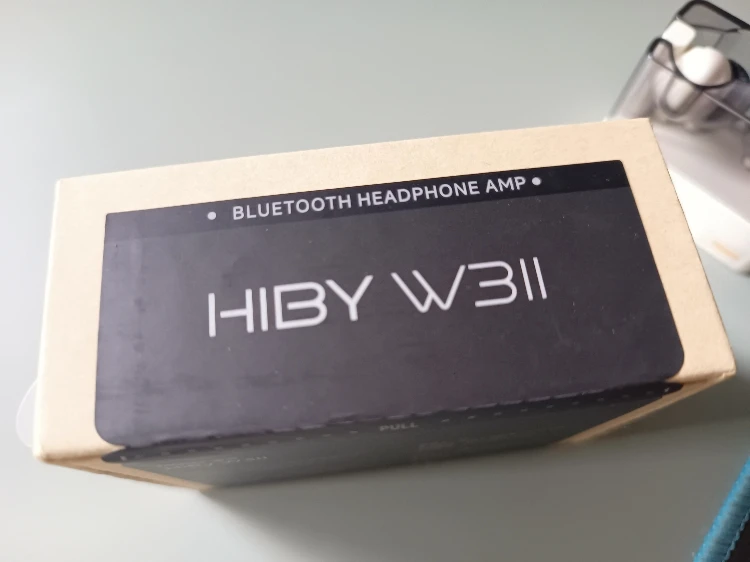 • BLUETOOTH HEADPHONE AMP •
HIBY W3II
PULL